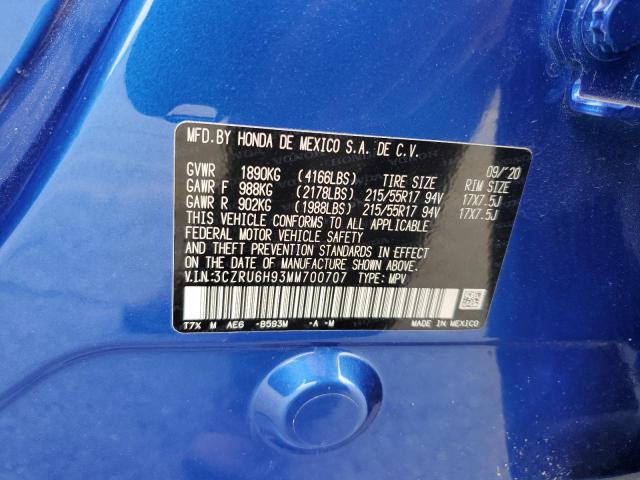 MFD.BY HONDA DE MEXICO S.A. DE C.V.
09/'20
GVWR 1890KG (4166LBS) TIRE SIZE RIM SIZE
GAWR F 988KG (2178LBS) 215/55R17 94V 17X7.5J
GAWR R 902KG (1988LBS) 215/55R17 94V 17X7.5J
THIS VEHICLE CONFORMS TO ALL APPLICABLE
FEDERAL MOTOR VEHICLE SAFETY
AND THEFT PREVENTION STANDARDS IN EFFECT
ON THE DATE OF MANUFACTURE SHOWN ABOVE.
V.I.N:3CZRU6H93MM700707 TYPE: MPV
T7X M AE6 -B593M -A -M MADE IN MEXICO